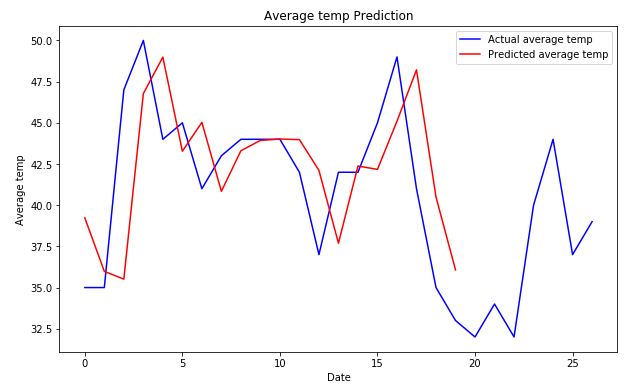 Average temp Prediction
Actual average temp
Predicted average temp
Average temp
50.0
47.5
45.0
42.5
40.0
37.5
35.0
32.5
0 5 10 15 20 25
Date